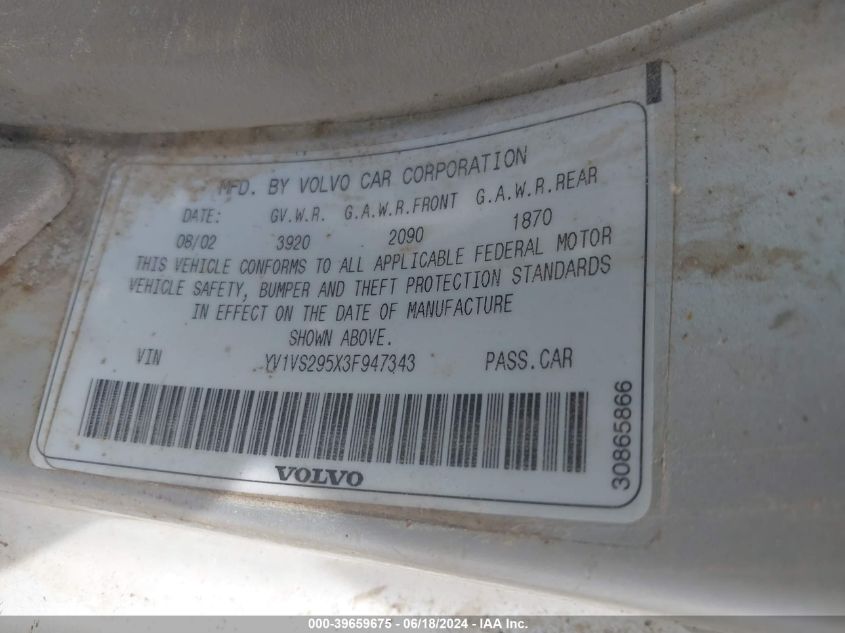 MFD. BY VOLVO CAR CORPORATION
DATE: GV.W.R. G.A.W.R.FRONT G.A.W.R.REAR
08/02 3920 2090 1870
THIS VEHICLE CONFORMS TO ALL APPLICABLE FEDERAL MOTOR
VEHICLE SAFETY, BUMPER AND THEFT PROTECTION STANDARDS
IN EFFECT ON THE DATE OF MANUFACTURE
SHOWN ABOVE.
VIN YV1VS295X3F947343 PASS.CAR
VOLVO
30865866
000-39659675 - 06/18/2024 - IAA Inc.